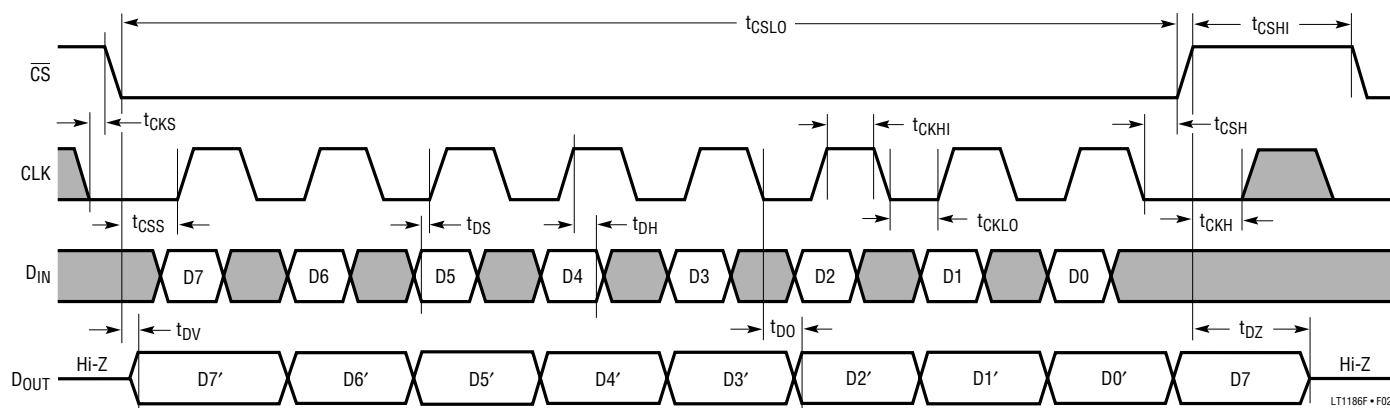 tCSLO
tCSHI
CS
tCKS
tCKHI
tCSH
CLK
tCSS
tDS
tDH
tCKLO
tCKH
DIN
D7
D6
D5
D4
D3
D2
D1
D0
tDV
tDO
tDZ
DOUT
Hi-Z
D7′
D6′
D5′
D4′
D3′
D2′
D1′
D0′
D7
Hi-Z
LT1186F • F02